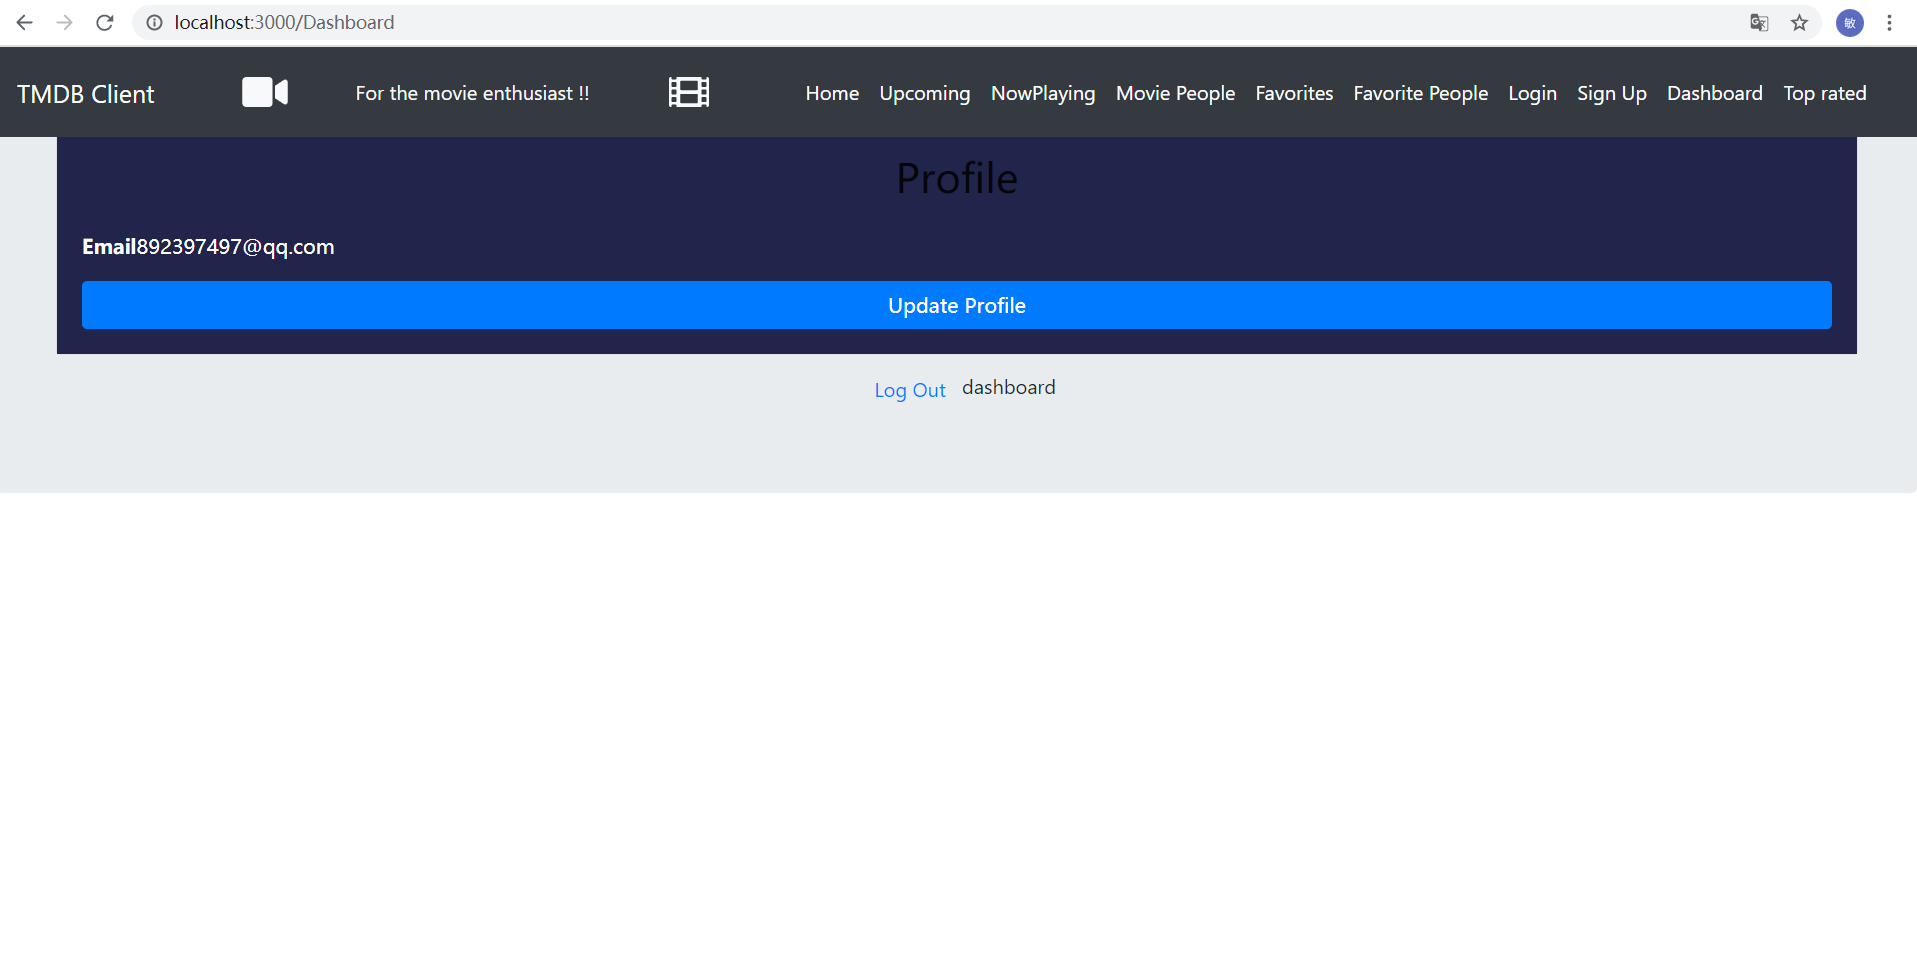 localhost:3000/Dashboard
敏
TMDB Client For the movie enthusiast !! Home Upcoming NowPlaying Movie People Favorites Favorite People Login Sign Up Dashboard Top rated
Profile
Email892397497@qq.com
Update Profile
Log Out dashboard